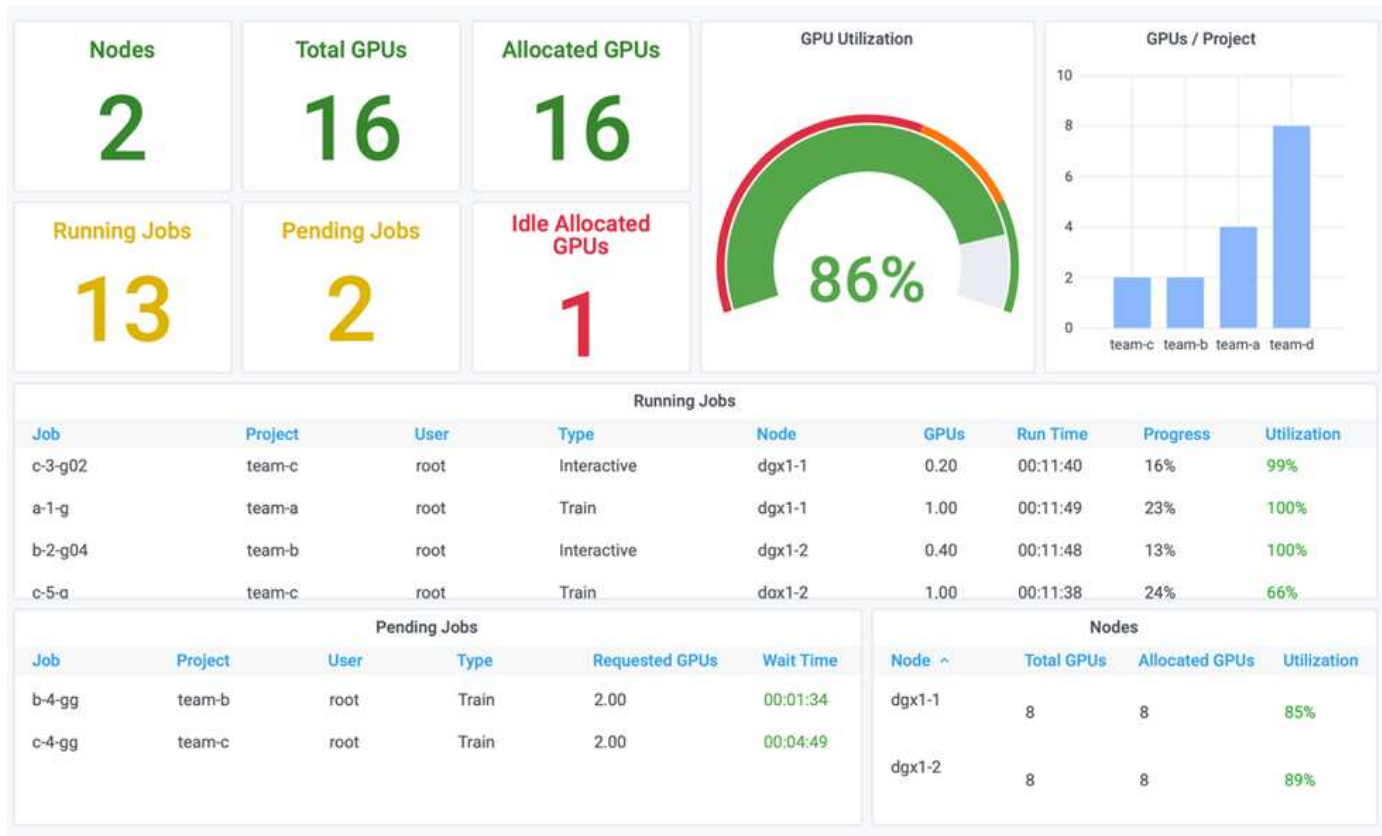 Nodes
2
Total GPUs
16
Allocated GPUs
16
Running Jobs
13
Pending Jobs
2
Idle Allocated
GPUs
1
GPU Utilization
86%
GPUs / Project
10
8
6
4
2
0
team-c team-b team-a team-d
Running Jobs
Job Project User Type Node GPUs Run Time Progress Utilization
c-3-g02 team-c root Interactive dgx1-1 0.20 00:11:40 16% 99%
a-1-g team-a root Train dgx1-1 1.00 00:11:49 23% 100%
b-2-g04 team-b root Interactive dgx1-2 0.40 00:11:48 13% 100%
c-5-g team-c root Train dgx1-2 1.00 00:11:38 24% 66%
Pending Jobs
Job Project User Type Requested GPUs Wait Time
b-4-gg team-b root Train 2.00 00:01:34
c-4-gg team-c root Train 2.00 00:04:49
Nodes
Node Total GPUs Allocated GPUs Utilization
dgx1-1 8 8 85%
dgx1-2 8 8 89%